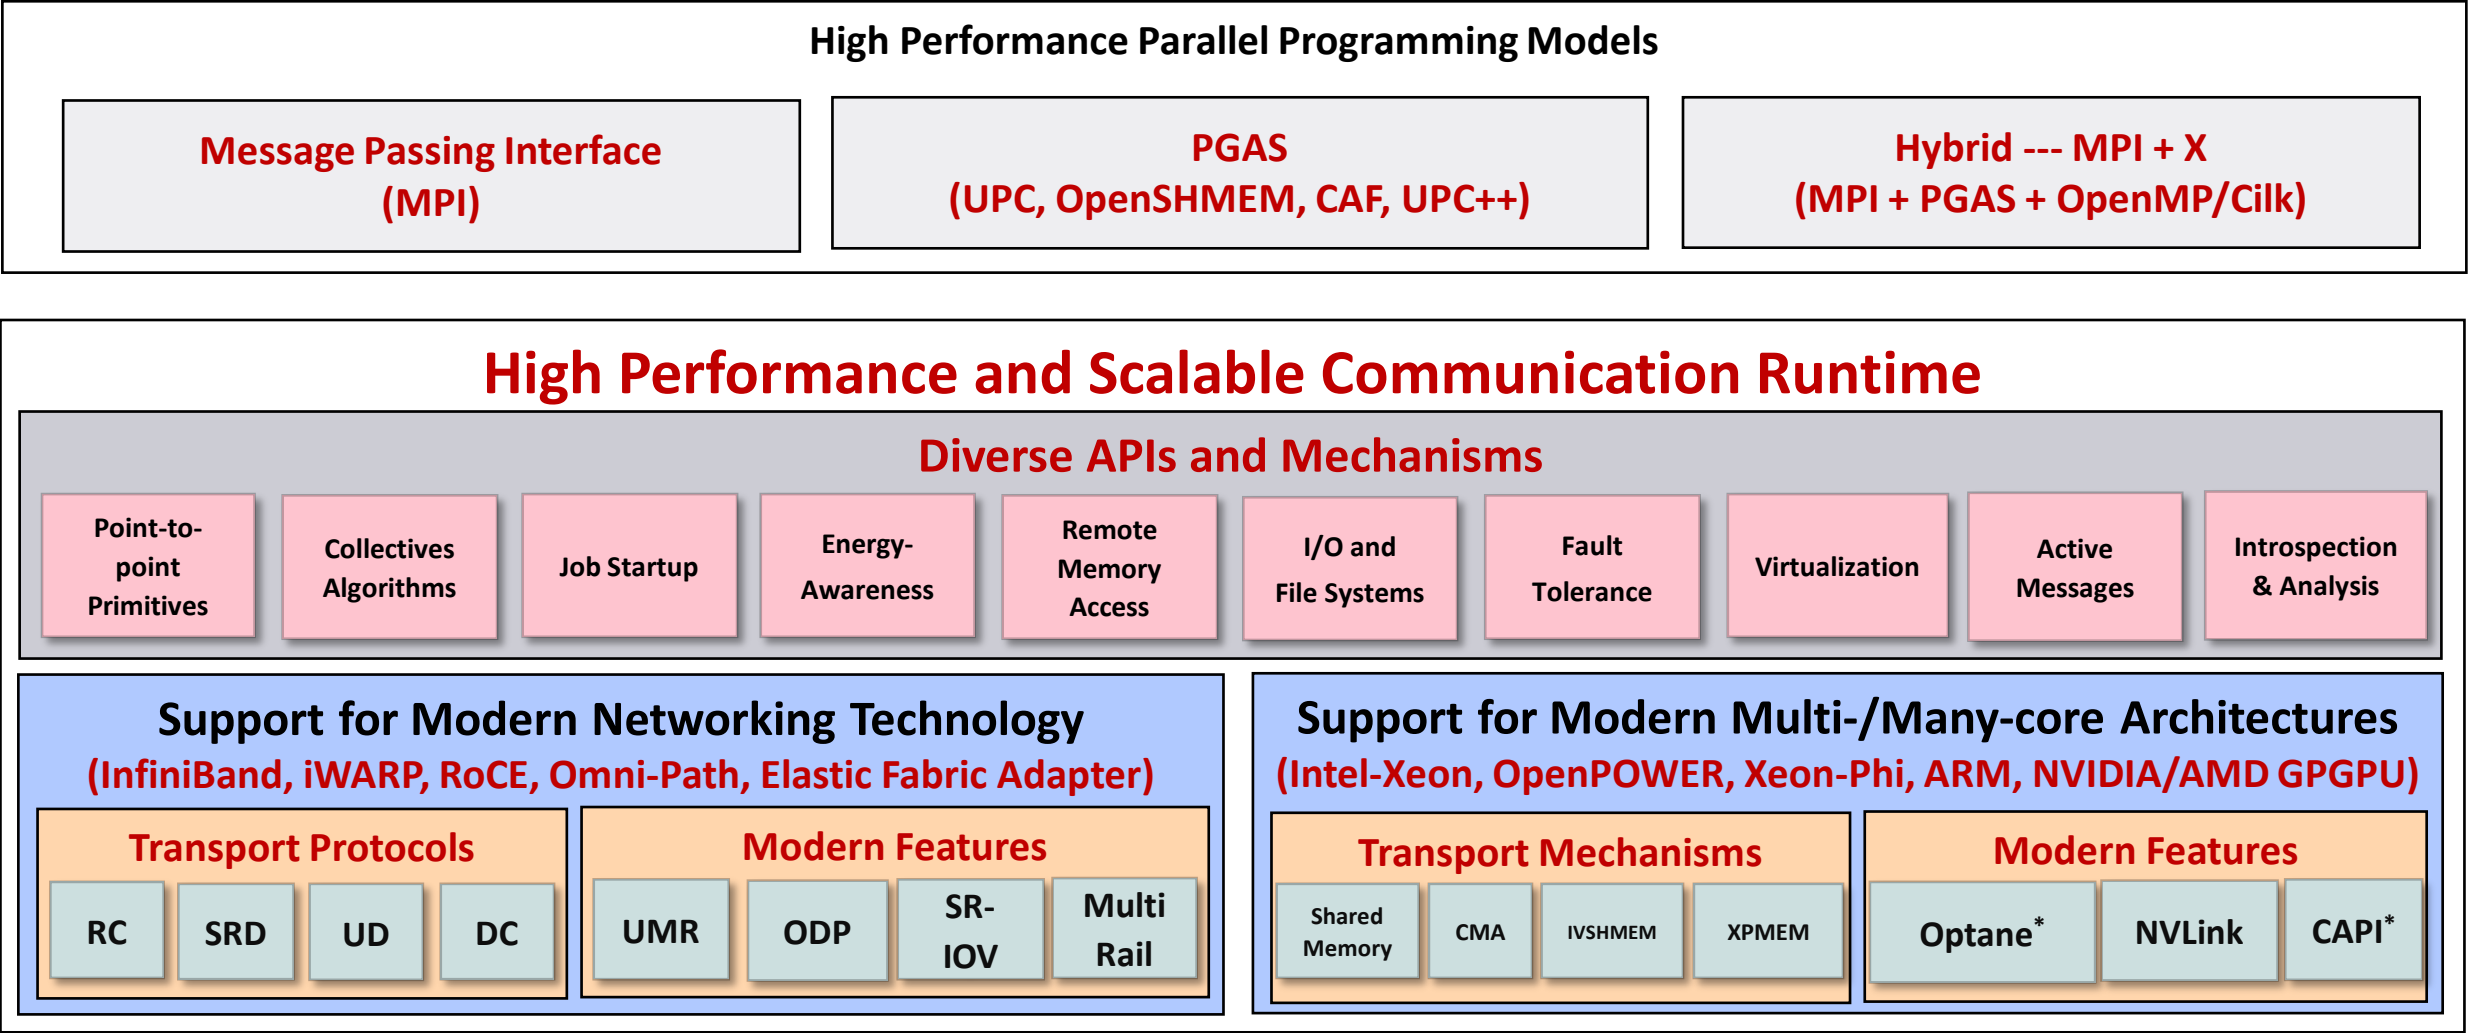 High Performance Parallel Programming Models
Message Passing Interface
(MPI)
PGAS
(UPC, OpenSHMEM, CAF, UPC++)
Hybrid --- MPI + X
(MPI + PGAS + OpenMP/Cilk)
High Performance and Scalable Communication Runtime
Diverse APIs and Mechanisms
Point-to-
point
Primitives
Collectives
Algorithms
Job Startup
Energy-
Awareness
Remote
Memory
Access
I/O and
File Systems
Fault
Tolerance
Virtualization
Active
Messages
Introspection
& Analysis
Support for Modern Networking Technology
(InfiniBand, iWARP, RoCE, Omni-Path, Elastic Fabric Adapter)
Transport Protocols
RC
SRD
UD
DC
Modern Features
UMR
ODP
SR-
IOV
Multi
Rail
Support for Modern Multi-/Many-core Architectures
(Intel-Xeon, OpenPOWER, Xeon-Phi, ARM, NVIDIA/AMD GPGPU)
Transport Mechanisms
Shared
Memory
CMA
IVSHMEM
XPMEM
Modern Features
Optane*
NVLink
CAPI*